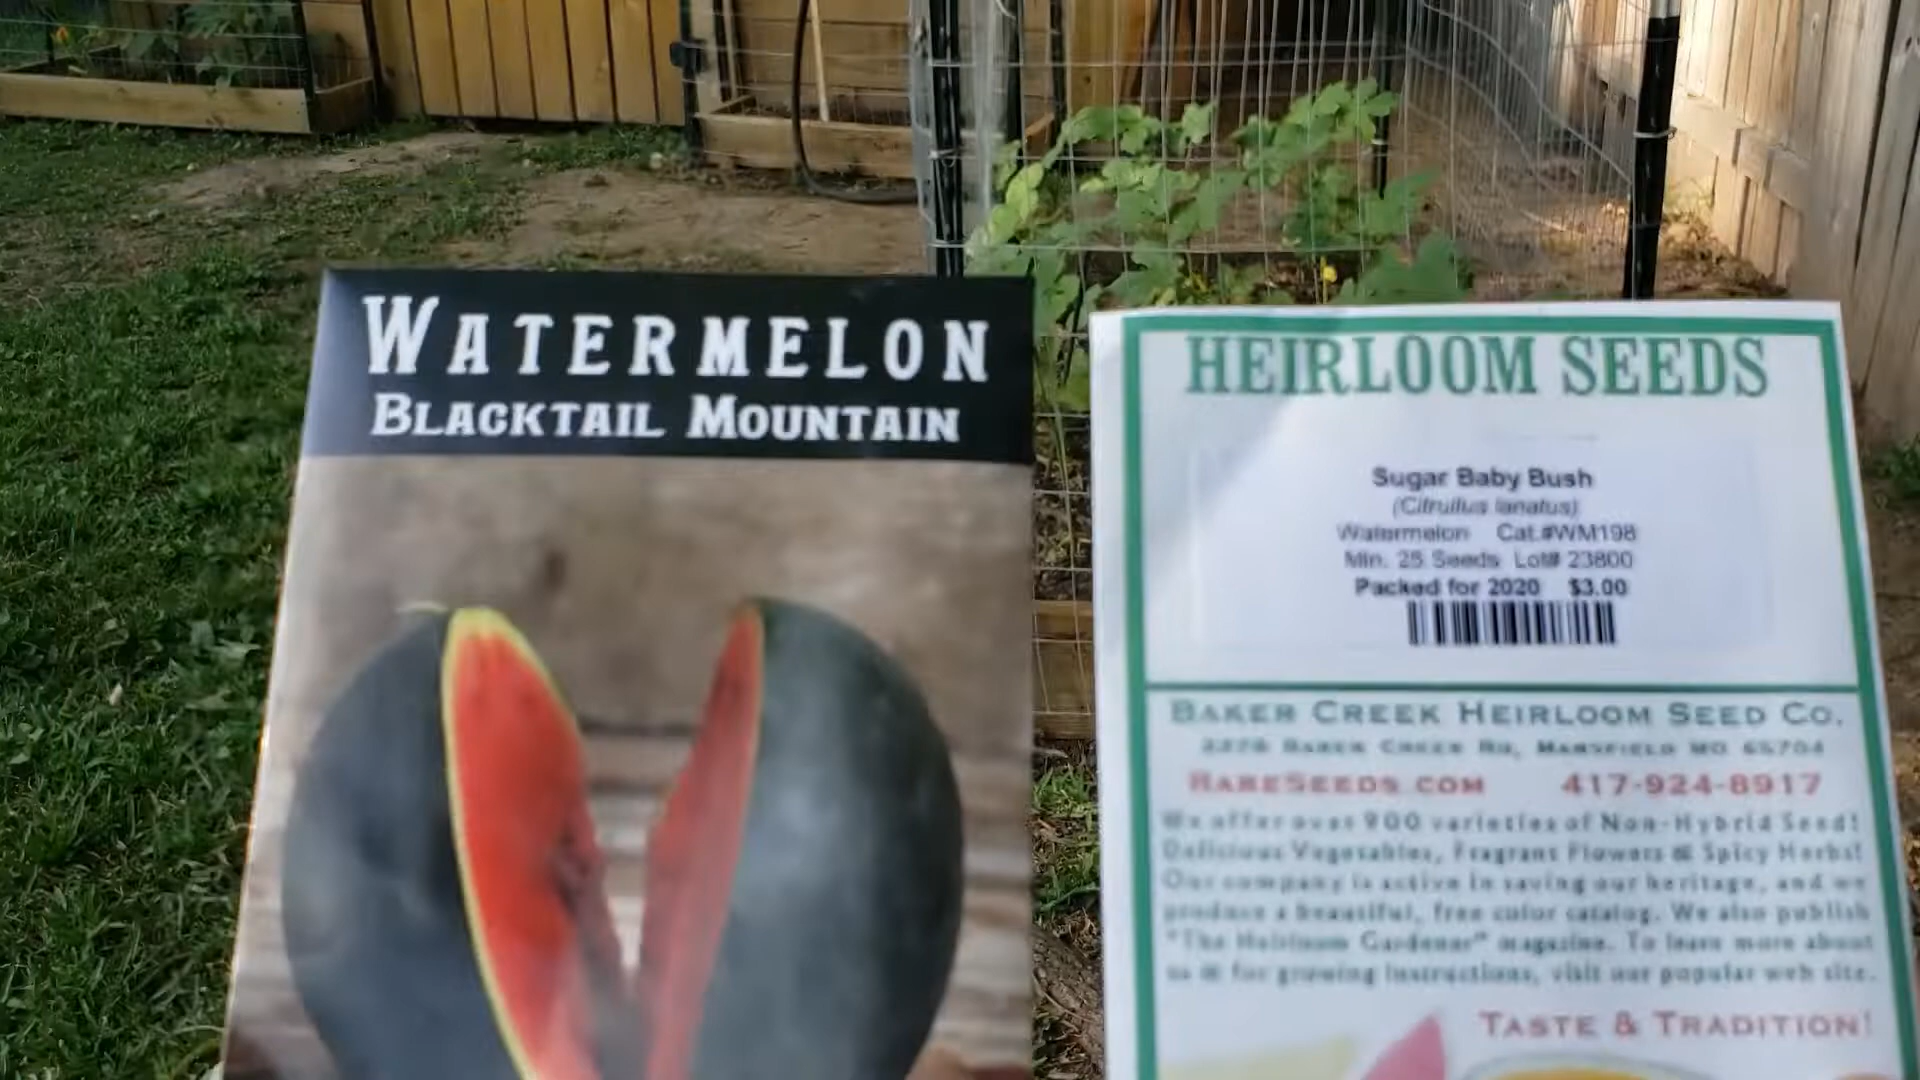 WATERMELON
BLACKTAIL MOUNTAIN
HEIRLOOM SEEDS
Sugar Baby Bush
(Citrullus lanatus)
Watermelon Cat.#WM198
Min. 25 Seeds Lot# 23800
Packed for 2020 $3.00
BAKER CREEK HEIRLOOM SEED CO.
2278 BAKER CREEK RD, MANSFIELD MO 65704
RARESEEDS.COM 417-924-8917
We offer over 900 varieties of Non-Hybrid Seed!
Delicious Vegetables, Fragrant Flowers & Spicy Herbs!
Our company is active in saving our heritage, and we
produce a beautiful, free color catalog. We also publish
"The Heirloom Gardener" magazine. To learn more about
us & for growing instructions, visit our popular web site.
TASTE & TRADITION!